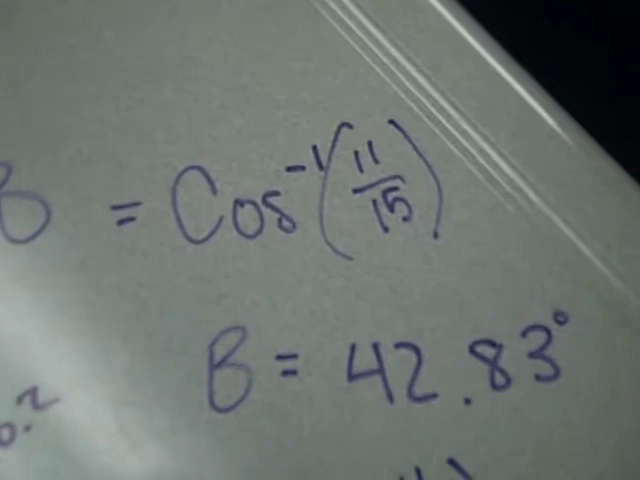 B = Cos⁻¹(11/15)
B = 42.83°